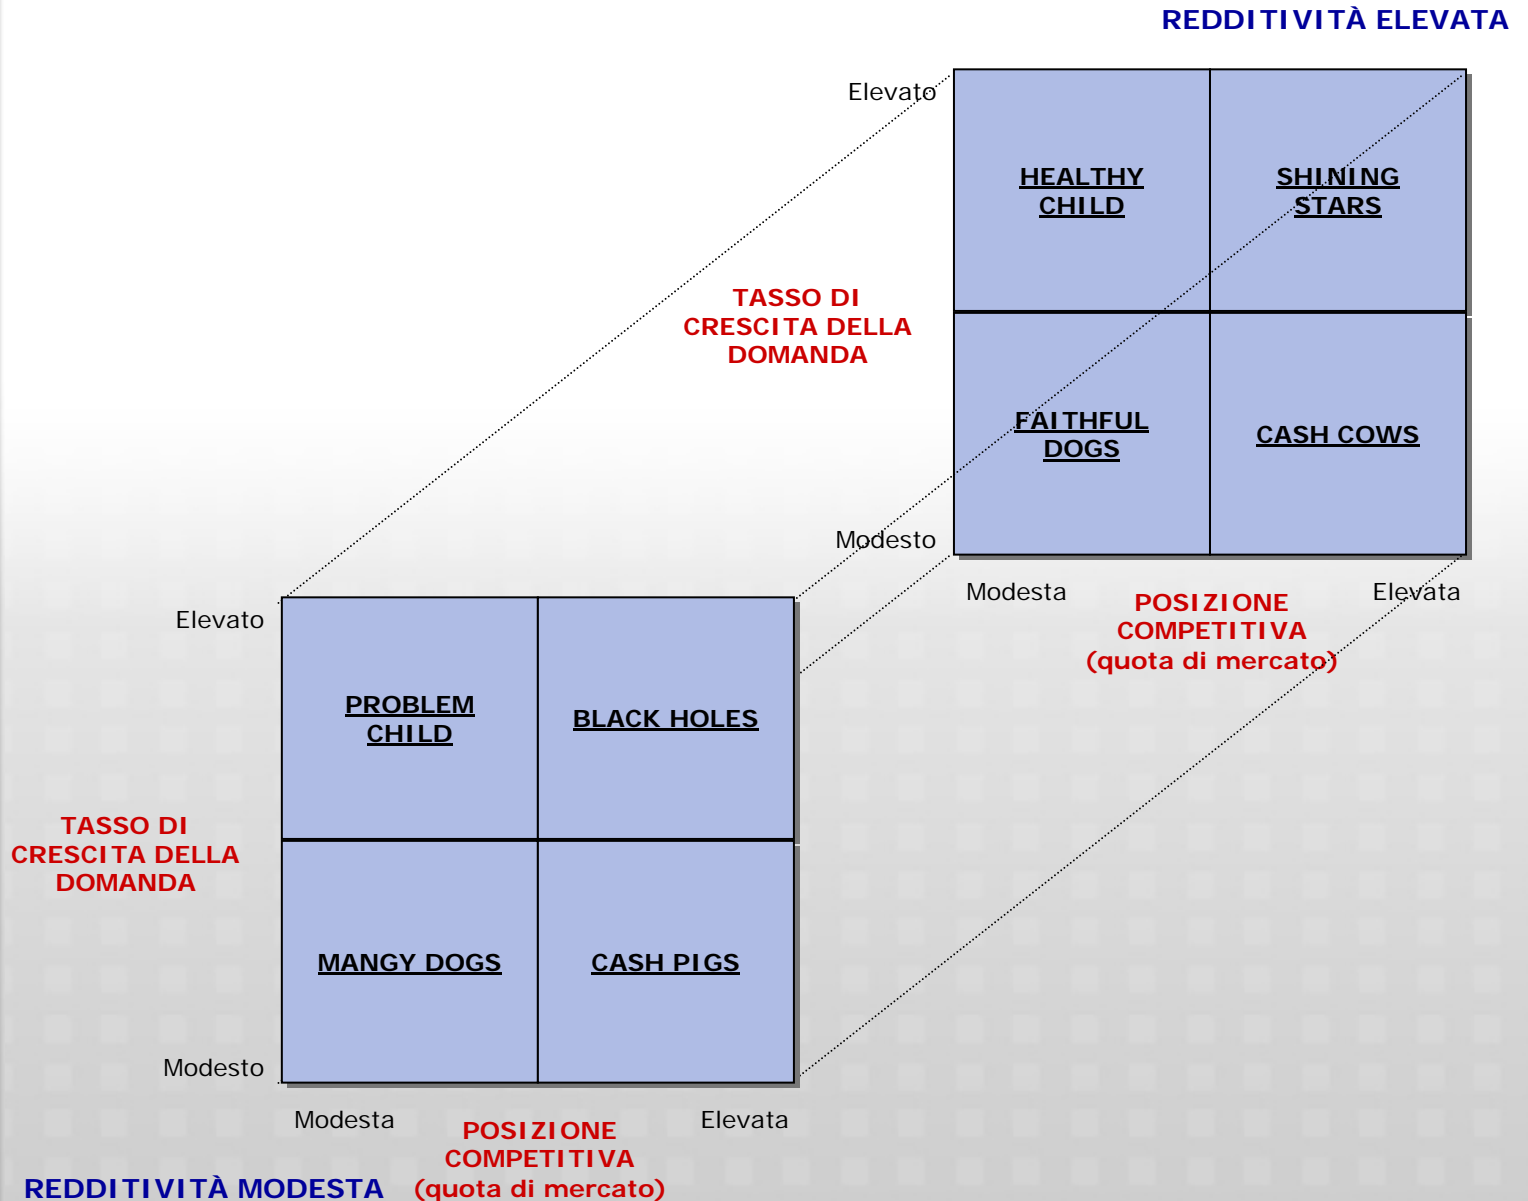 REDDITIVITÀ ELEVATA
Elevato
HEALTHY
CHILD
SHINING
STARS
TASSO DI
CRESCITA DELLA
DOMANDA
FAITHFUL
DOGS
CASH COWS
Modesto
Modesta
POSIZIONE
COMPETITIVA
(quota di mercato)
Elevata
Elevato
PROBLEM
CHILD
BLACK HOLES
TASSO DI
CRESCITA DELLA
DOMANDA
MANGY DOGS
CASH PIGS
Modesto
Modesta
POSIZIONE
COMPETITIVA
(quota di mercato)
Elevata
REDDITIVITÀ MODESTA